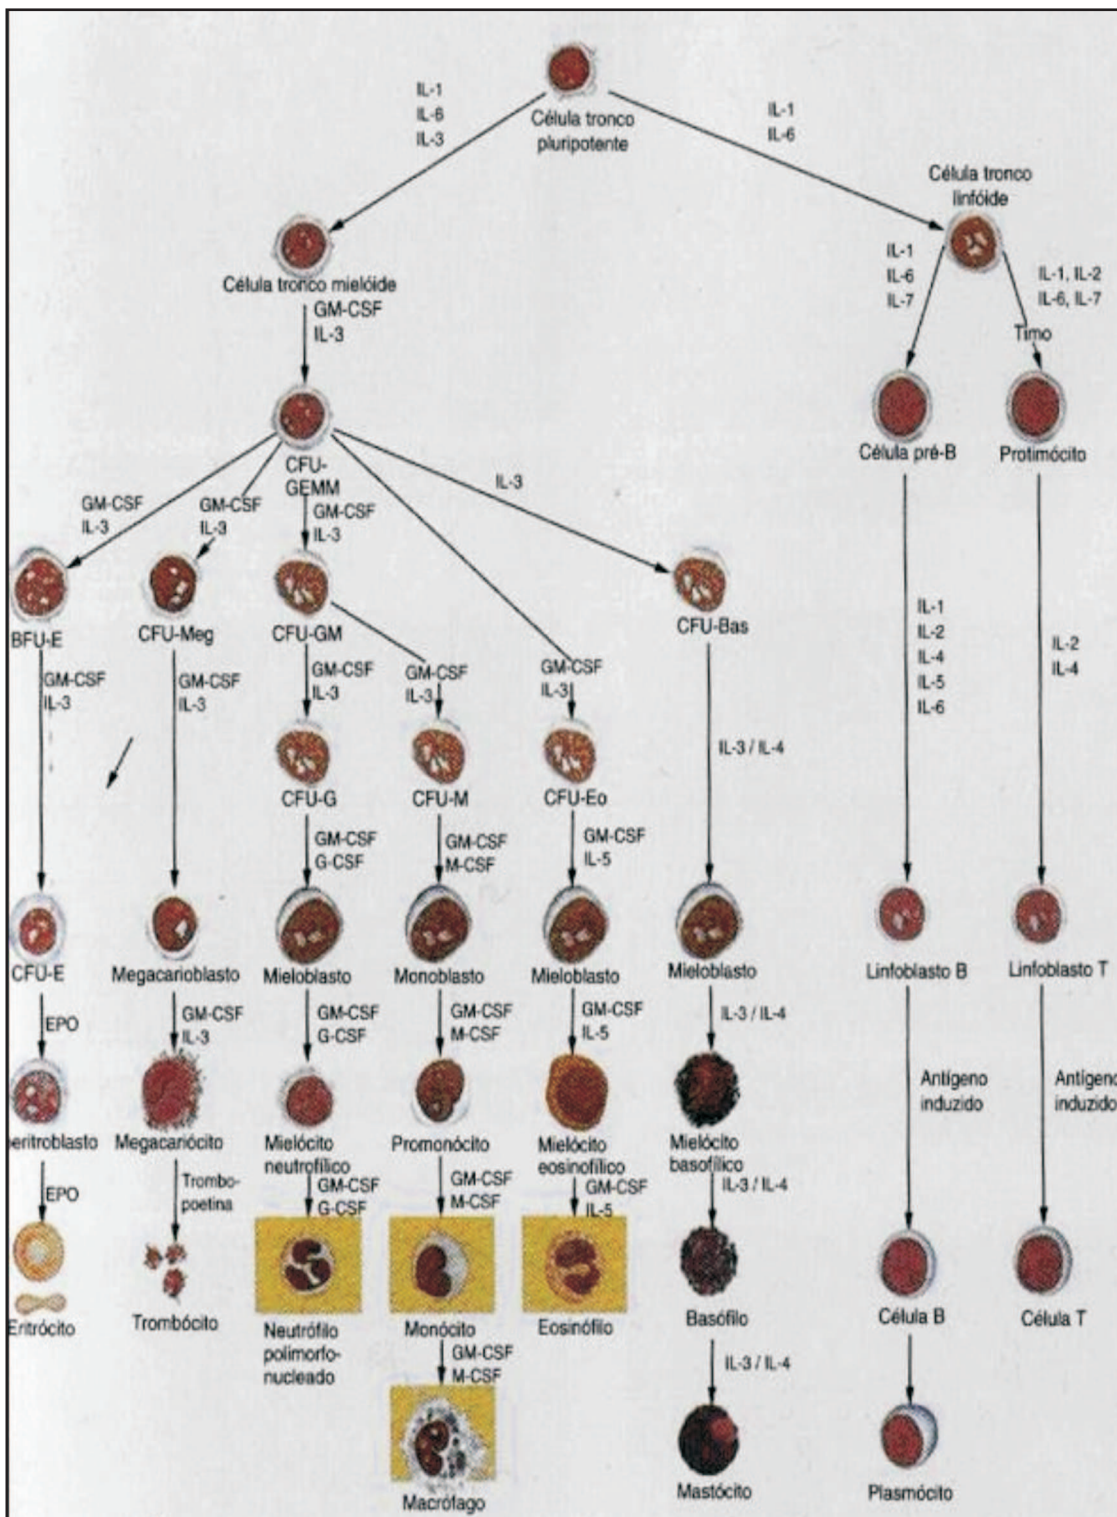 Célula tronco
pluripotente
IL-1
IL-6
IL-3
IL-1
IL-6
Célula tronco
linfóide
Célula tronco mielóide
GM-CSF
IL-3
IL-1
IL-6
IL-7
IL-1, IL-2
IL-6, IL-7
Timo
CFU-
GEMM
Célula pré-B
Protimócito
GM-CSF
IL-3
GM-CSF
IL-3
GM-CSF
IL-3
IL-3
BFU-E
CFU-Meg
CFU-GM
CFU-Bas
GM-CSF
IL-3
GM-CSF
IL-3
GM-CSF
IL-3
GM-CSF
IL-3
GM-CSF
IL-3
IL-3 / IL-4
IL-1
IL-2
IL-4
IL-5
IL-6
IL-2
IL-4
CFU-G
CFU-M
CFU-Eo
GM-CSF
G-CSF
GM-CSF
M-CSF
GM-CSF
IL-5
CFU-E
Megacarioblasto
Mieloblasto
Monoblasto
Mieloblasto
Mieloblasto
Linfoblasto B
Linfoblasto T
EPO
GM-CSF
IL-3
GM-CSF
G-CSF
GM-CSF
M-CSF
GM-CSF
IL-5
IL-3 / IL-4
Antígeno
induzido
Antígeno
induzido
eritroblasto
Megacariócito
Mielócito
neutrofílico
Promonócito
Mielócito
eosinofílico
Mielócito
basofílico
EPO
Trombo-
poetina
GM-CSF
G-CSF
GM-CSF
M-CSF
GM-CSF
IL-5
IL-3 / IL-4
Eritrócito
Trombócito
Neutrófilo
polimorfo-
nucleado
Monócito
Eosinófilo
Basófilo
Célula B
Célula T
GM-CSF
M-CSF
IL-3 / IL-4
Macrófago
Mastócito
Plasmócito